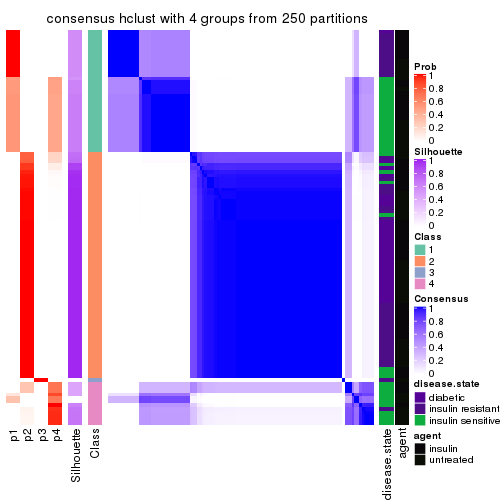 consensus hclust with 4 groups from 250 partitions
Prob
1
0.8
0.6
0.4
0.2
0
Silhouette
1
0.8
0.6
0.4
0.2
0
Class
1
2
3
4
Consensus
1
0.8
0.6
0.4
0.2
0
disease.state
diabetic
insulin resistant
insulin sensitive
agent
insulin
untreated
p1
p2
p3
p4
Silhouette
Class
disease.state
agent